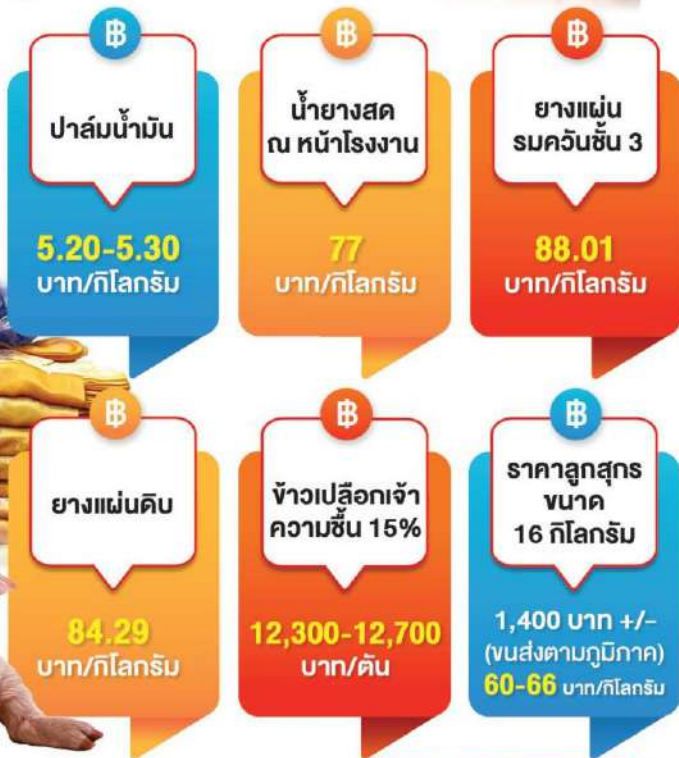 ฿
ปาล์มน้ำมัน
5.20-5.30
บาท/กิโลกรัม
฿
น้ำยางสด
ณ หน้าโรงงาน
77
บาท/กิโลกรัม
฿
ยางแผ่น
รมควันชั้น 3
88.01
บาท/กิโลกรัม
฿
ยางแผ่นดิบ
84.29
บาท/กิโลกรัม
฿
ข้าวเปลือกเจ้า
ความชื้น 15%
12,300-12,700
บาท/ตัน
฿
ราคาลูกสุกร
ขนาด
16 กิโลกรัม
1,400 บาท +/-
(ขนส่งตามภูมิภาค)
60-66 บาท/กิโลกรัม